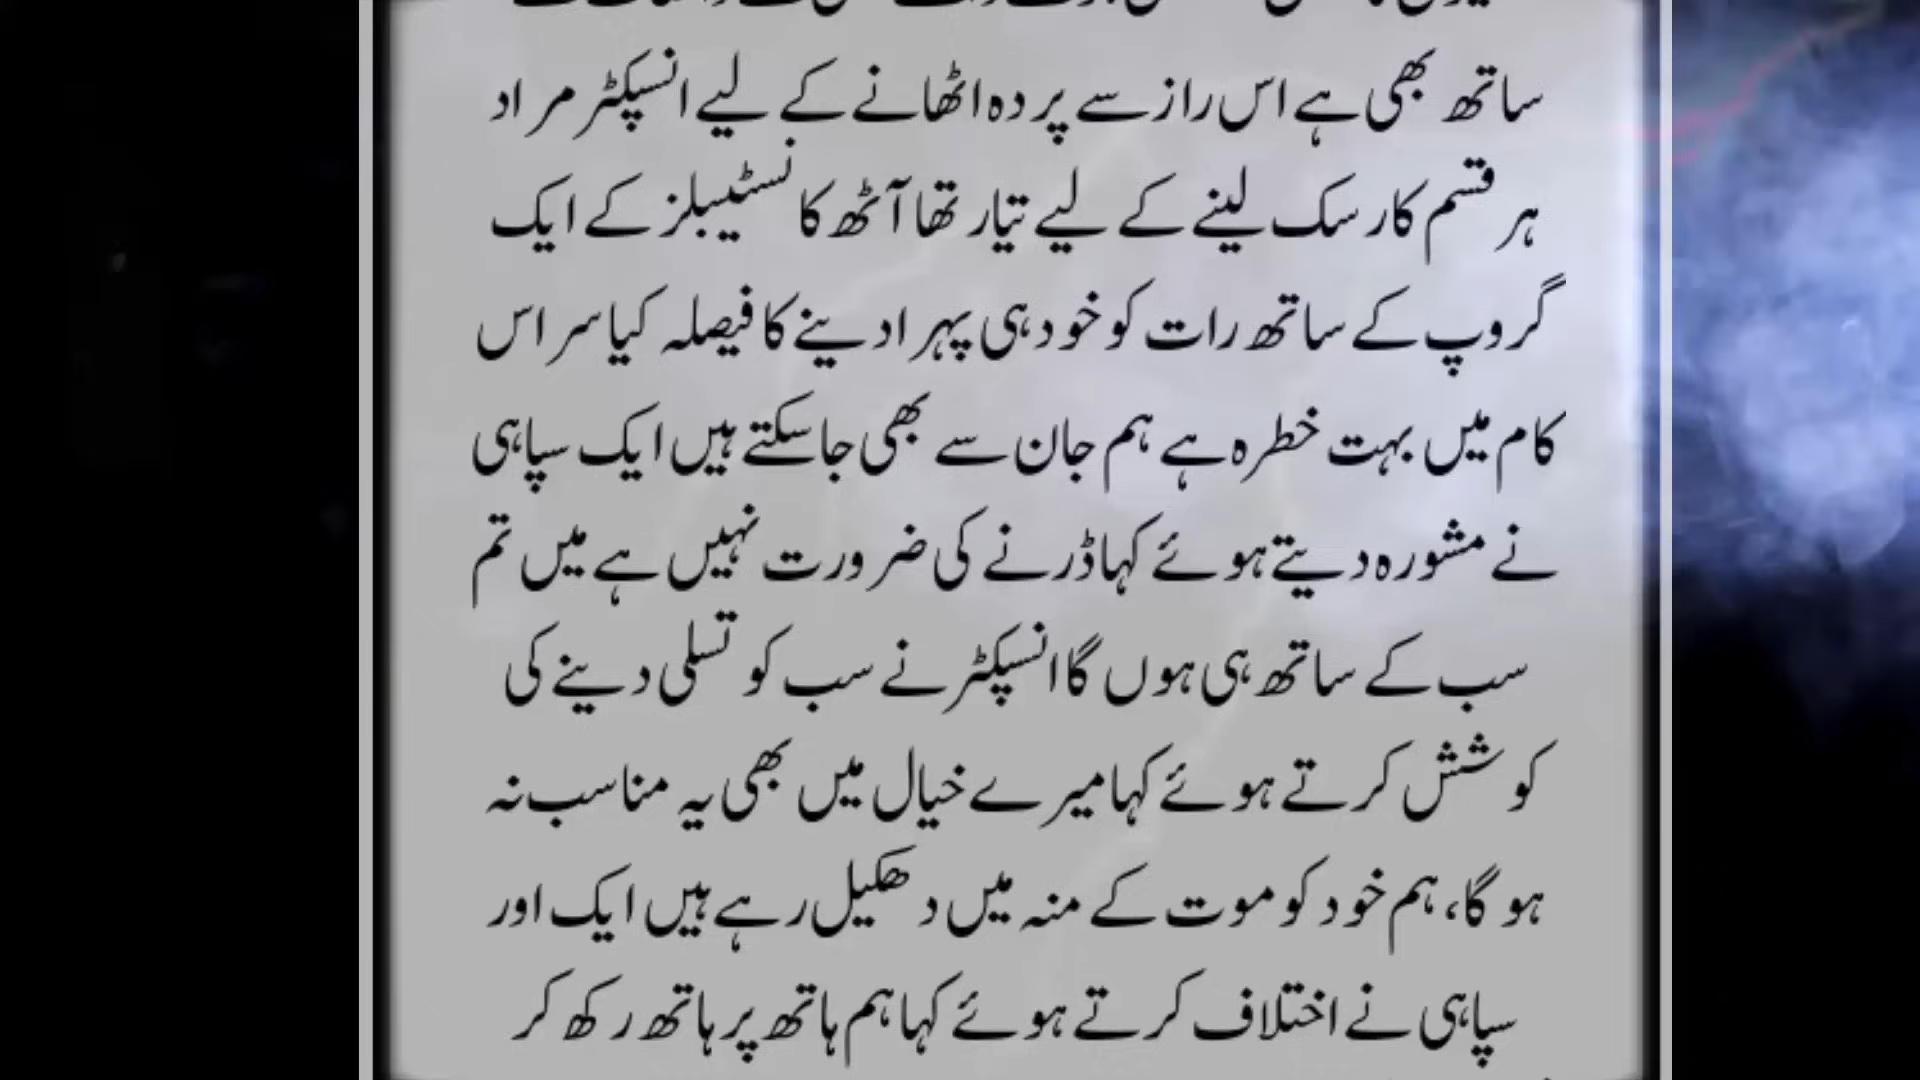 ساتھ بھی ہے اس راز سے پردہ اٹھانے کے لیے انسپکٹر مراد
ہر قسم کا رسک لینے کے لیے تیار تھا آٹھ کانسٹیبلز کے ایک
گروپ کے ساتھ رات کو خود ہی پہرا دینے کا فیصلہ کیا سر اس
کام میں بہت خطرہ ہے ہم جان سے بھی جا سکتے ہیں ایک سپاہی
نے مشورہ دیتے ہوئے کہا ڈرنے کی ضرورت نہیں ہے میں تم
سب کے ساتھ ہی ہوں گا انسپکٹر نے سب کو تسلی دینے کی
کوشش کرتے ہوئے کہا میرے خیال میں بھی یہ مناسب نہ
ہو گا، ہم خود کو موت کے منہ میں دھکیل رہے ہیں ایک اور
سپاہی نے اختلاف کرتے ہوئے کہا ہم ہاتھ پر ہاتھ رکھ کر